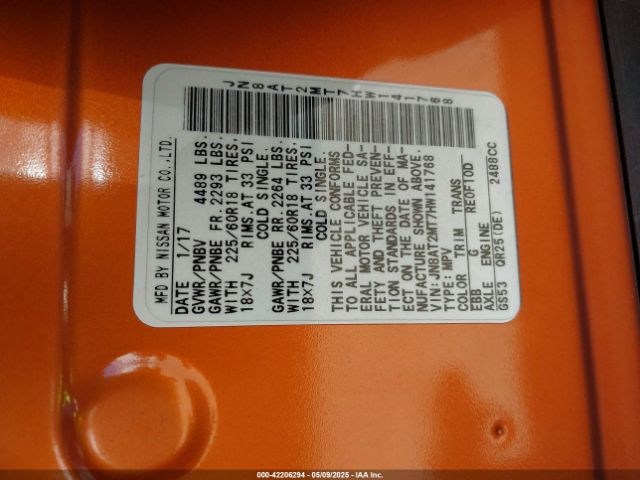 JN8AT2MT7HW141768
MFD BY NISSAN MOTOR CO.,LTD.
DATE 1/17
GVWR/PNBV 4489 LBS.
GAWR/PNBE FR. 2293 LBS.
WITH 225/60R18 TIRES.
18X7J RIMS.AT 33 PSI
COLD SINGLE.
GAWR/PNBE RR. 2264 LBS.
WITH 225/60R18 TIRES.
18X7J RIMS.AT 33 PSI
COLD SINGLE.
THIS VEHICLE CONFORMS
TO ALL APPLICABLE FED-
ERAL MOTOR VEHICLE SA-
FETY AND THEFT PREVEN-
TION STANDARDS IN EFF-
ECT ON THE DATE OF MA-
NUFACTURE SHOWN ABOVE.
VIN:JN8AT2MT7HW141768
TYPE:MPV
COLOR TRIM TRANS
EBB G RE0F10D
AXLE ENGINE 2488CC
GS53 QR25(DE)
000-42206294 05/09/2025 IAA Inc.